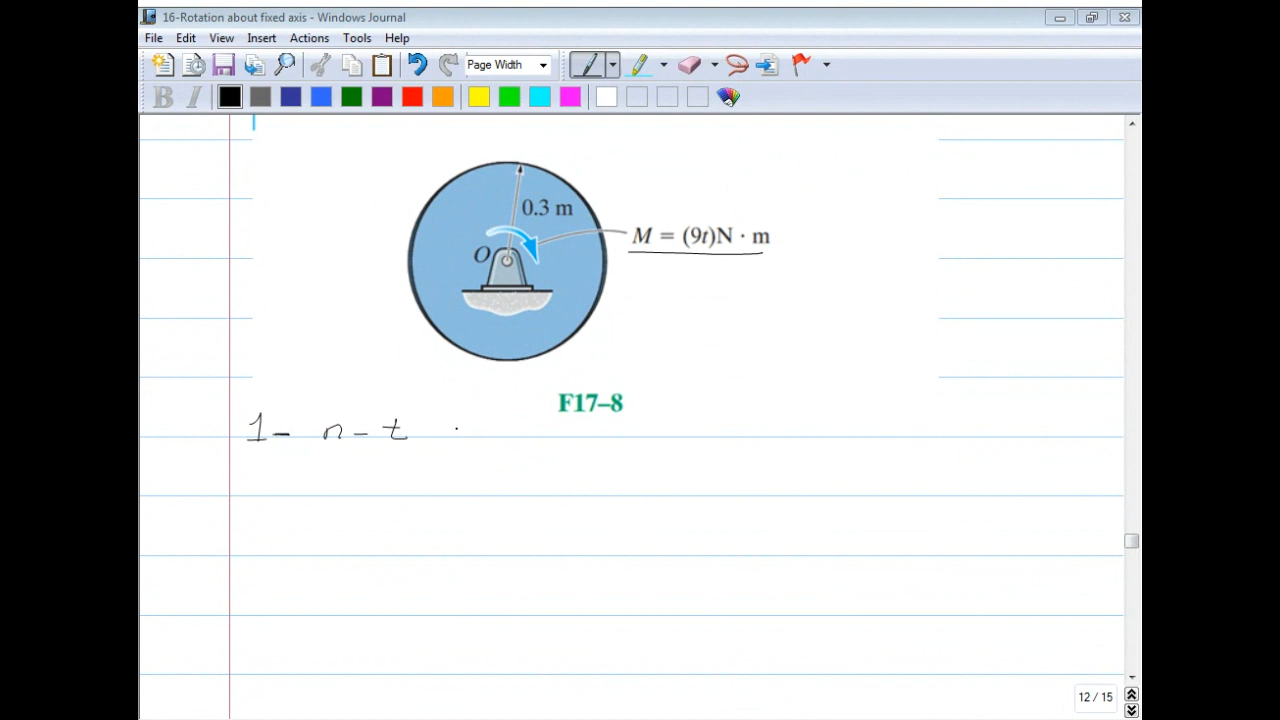 16-Rotation about fixed axis - Windows Journal
File Edit View Insert Actions Tools Help
Page Width
B I
0.3 m
M = (9t)N · m
O
F17–8
1- n - t
12 / 15